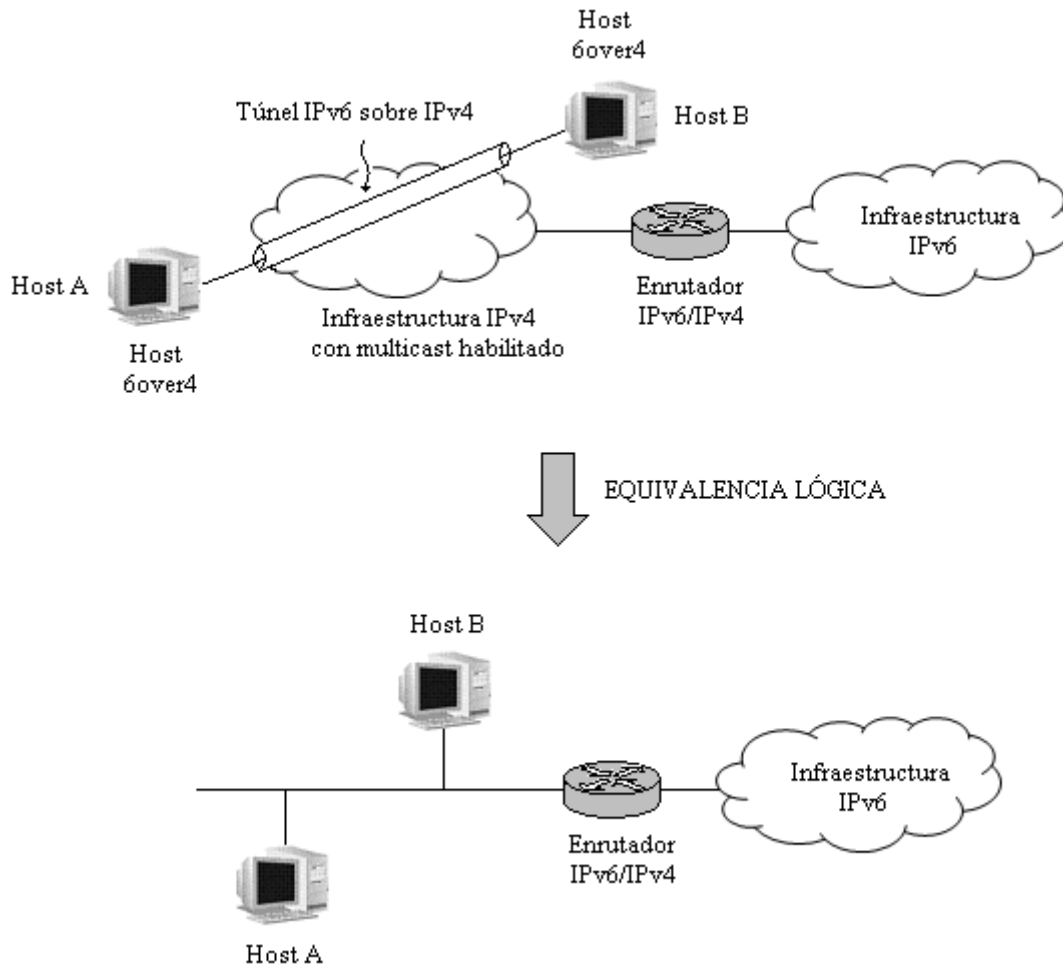 Host
6over4
Túnel IPv6 sobre IPv4
Host B
Infraestructura
IPv6
Host A
Enrutador
IPv6/IPv4
Infraestructura IPv4
con multicast habilitado
Host
6over4
EQUIVALENCIA LÓGICA
Host B
Infraestructura
IPv6
Enrutador
IPv6/IPv4
Host A